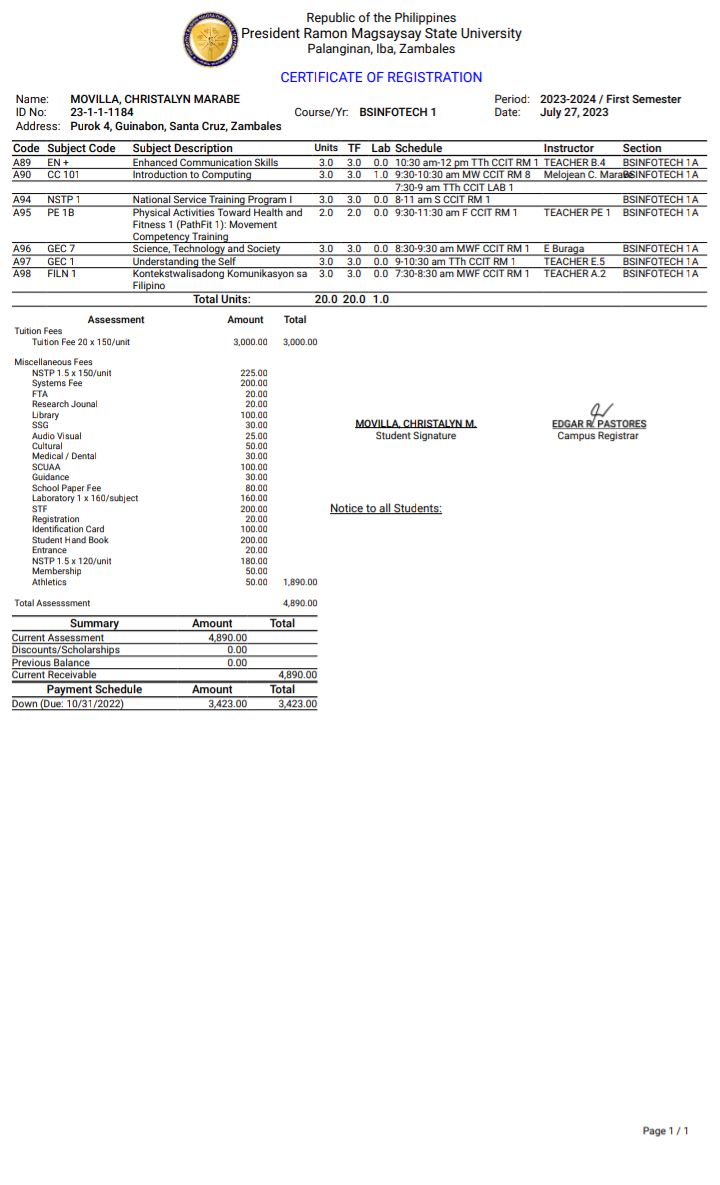 Republic of the Philippines
President Ramon Magsaysay State University
Palanginan, Iba, Zambales
CERTIFICATE OF REGISTRATION
Name: MOVILLA, CHRISTALYN MARABE Period: 2023-2024 / First Semester
ID No: 23-1-1-1184 Course/Yr: BSINFOTECH 1 Date: July 27, 2023
Address: Purok 4, Guinabon, Santa Cruz, Zambales
Code Subject Code Subject Description Units TF Lab Schedule Instructor Section
A89 EN + Enhanced Communication Skills 3.0 3.0 0.0 10:30 am-12 pm TTh CCIT RM 1 TEACHER B.4 BSINFOTECH 1A
A90 CC 101 Introduction to Computing 3.0 3.0 1.0 9:30-10:30 am MW CCIT RM 8 Melojean C. BSINFOTECH 1A
7:30-9 am TTh CCIT LAB 1
A94 NSTP 1 National Service Training Program I 3.0 3.0 0.0 8-11 am S CCIT RM 1 BSINFOTECH 1A
A95 PE 1B Physical Activities Toward Health and 2.0 2.0 0.0 9:30-11:30 am F CCIT RM 1 TEACHER PE 1 BSINFOTECH 1A
Fitness 1 (PathFit 1): Movement
Competency Training
A96 GEC 7 Science, Technology and Society 3.0 3.0 0.0 8:30-9:30 am MWF CCIT RM 1 E Buraga BSINFOTECH 1A
A97 GEC 1 Understanding the Self 3.0 3.0 0.0 9-10:30 am TTh CCIT RM 1 TEACHER E.5 BSINFOTECH 1A
A98 FILN 1 Kontekstwalisadong Komunikasyon sa 3.0 3.0 0.0 7:30-8:30 am MWF CCIT RM 1 TEACHER A.2 BSINFOTECH 1A
Filipino
Total Units: 20.0 20.0 1.0
Assessment Amount Total
Tuition Fees
Tuition Fee 20 x 150/unit 3,000.00 3,000.00
Miscellaneous Fees
NSTP 1.5 x 150/unit 225.00
Systems Fee 200.00
FTA 20.00
Research Jounal 20.00
Library 100.00
SSG 30.00
Audio Visual 25.00
Cultural 50.00
Medical / Dental 30.00
SCUAA 100.00
Guidance 30.00
School Paper Fee 80.00
Laboratory 1 x 160/subject 160.00
STF 200.00
Registration 20.00
Identification Card 100.00
Student Hand Book 200.00
Entrance 20.00
NSTP 1.5 x 120/unit 180.00
Membership 50.00
Athletics 50.00 1,890.00
Total Assesssment 4,890.00
MOVILLA, CHRISTALYN M.
Student Signature
EDGAR R. PASTORES
Campus Registrar
Notice to all Students:
Summary Amount Total
Current Assessment 4,890.00
Discounts/Scholarships 0.00
Previous Balance 0.00
Current Receivable 4,890.00
Payment Schedule Amount Total
Down (Due: 10/31/2022) 3,423.00 3,423.00
Page 1 / 1